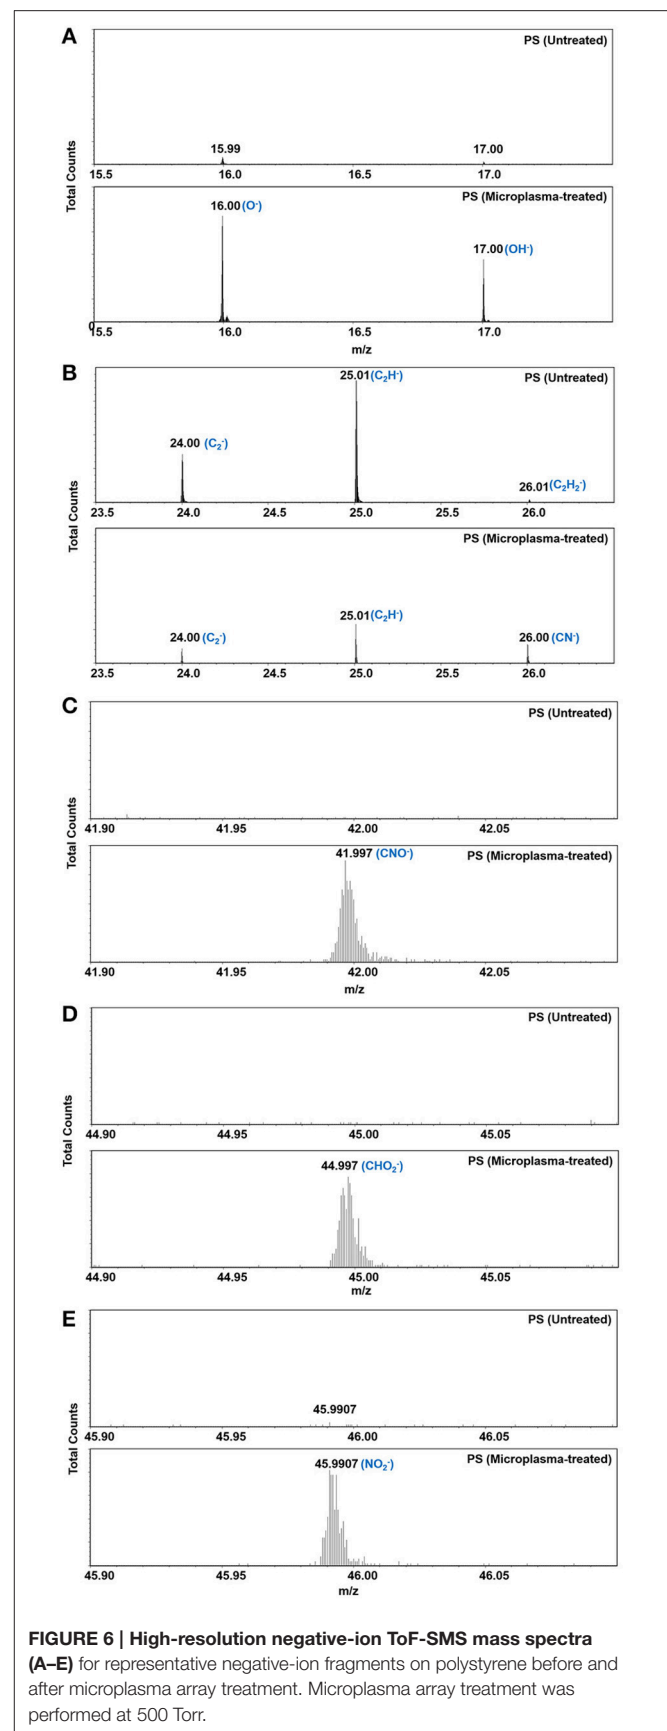 A
PS (Untreated)
15.99
17.00
15.5 16.0 16.5 17.0
Total Counts
PS (Microplasma-treated)
16.00(O-)
17.00(OH-)
0
15.5 16.0 16.5 17.0
m/z
B
25.01(C2H-)
PS (Untreated)
24.00 (C2-)
26.01(C2H2-)
23.5 24.0 24.5 25.0 25.5 26.0
Total Counts
PS (Microplasma-treated)
24.00(C2-)
25.01(C2H-)
26.00 (CN-)
23.5 24.0 24.5 25.0 25.5 26.0
C
PS (Untreated)
41.90 41.95 42.00 42.05
Total Counts
41.997 (CNO-)
PS (Microplasma-treated)
41.90 41.95 42.00 42.05
m/z
D
PS (Untreated)
44.90 44.95 45.00 45.05
Total Counts
44.997 (CHO2-)
PS (Microplasma-treated)
44.90 44.95 45.00 45.05
m/z
E
PS (Untreated)
45.9907
45.90 45.95 46.00 46.05
Total Counts
45.9907 (NO2-)
PS (Microplasma-treated)
45.90 45.95 46.00 46.05
m/z
FIGURE 6 | High-resolution negative-ion ToF-SMS mass spectra
(A–E) for representative negative-ion fragments on polystyrene before and
after microplasma array treatment. Microplasma array treatment was
performed at 500 Torr.